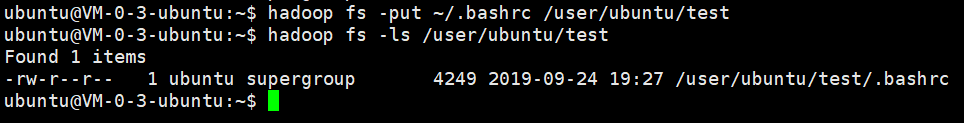 ubuntu@VM-0-3-ubuntu:~$ hadoop fs -put ~/.bashrc /user/ubuntu/test
ubuntu@VM-0-3-ubuntu:~$ hadoop fs -ls /user/ubuntu/test
Found 1 items
-rw-r--r--   1 ubuntu supergroup       4249 2019-09-24 19:27 /user/ubuntu/test/.bashrc
ubuntu@VM-0-3-ubuntu:~$